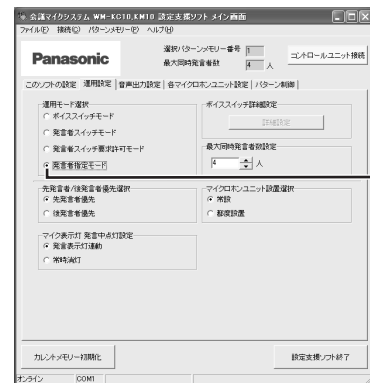 会議マイクシステム WM-KC10,KM10 設定支援ソフト メイン画面
ファイル(F) 接続(C) パターンメモリー(P) ヘルプ(H)
Panasonic
選択パターンメモリー番号 1
最大同時発言者数 4 人
コントロールユニット接続
このソフトの設定 運用設定 音声出力設定 各マイクロホンユニット設定 パターン制御
運用モード選択
ボイススイッチモード
発言者スイッチモード
発言者スイッチ要求許可モード
発言者指定モード
ボイススイッチ詳細設定
詳細設定
最大同時発言者数設定
4 人
先発言者/後発言者優先選択
先発言者優先
後発言者優先
マイクロホンユニット設置選択
常設
都度設置
マイク表示灯 発言中点灯設定
発言表示灯連動
常時消灯
カレントメモリー初期化
設定支援ソフト終了
オンライン COM1